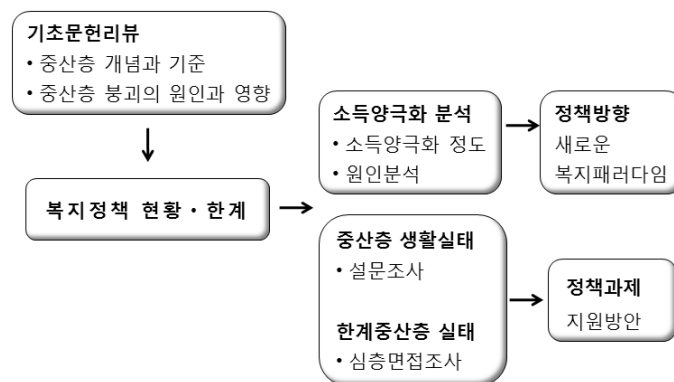 기초문헌리뷰
• 중산층 개념과 기준
• 중산층 붕괴의 원인과 영향
복지정책 현황・한계
소득양극화 분석
• 소득양극화 정도
• 원인분석
정책방향
새로운
복지패러다임
중산층 생활실태
• 설문조사
한계중산층 실태
• 심층면접조사
정책과제
지원방안